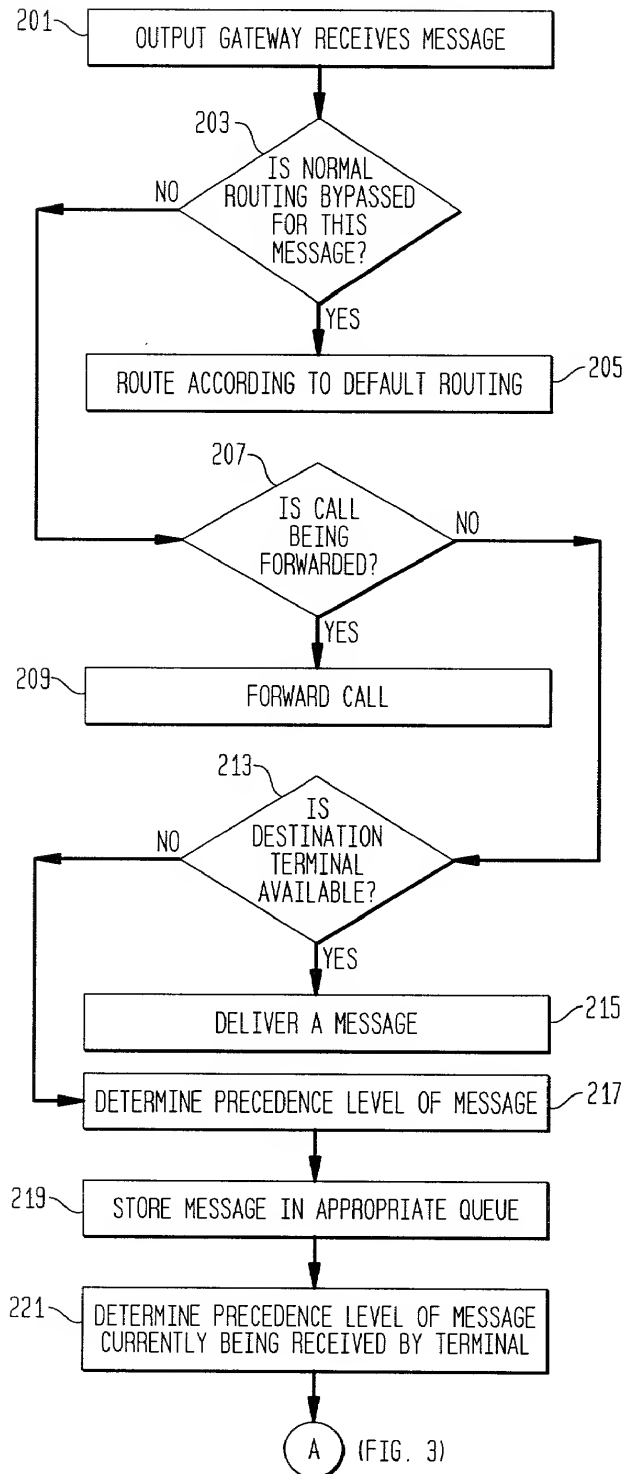 201
OUTPUT GATEWAY RECEIVES MESSAGE
203
IS NORMAL
ROUTING BYPASSED
FOR THIS
MESSAGE?
NO
YES
ROUTE ACCORDING TO DEFAULT ROUTING
205
207
IS CALL
BEING
FORWARDED?
NO
YES
209
FORWARD CALL
213
IS
DESTINATION
TERMINAL
AVAILABLE?
NO
YES
DELIVER A MESSAGE
215
DETERMINE PRECEDENCE LEVEL OF MESSAGE
217
219
STORE MESSAGE IN APPROPRIATE QUEUE
221
DETERMINE PRECEDENCE LEVEL OF MESSAGE
CURRENTLY BEING RECEIVED BY TERMINAL
A (FIG. 3)